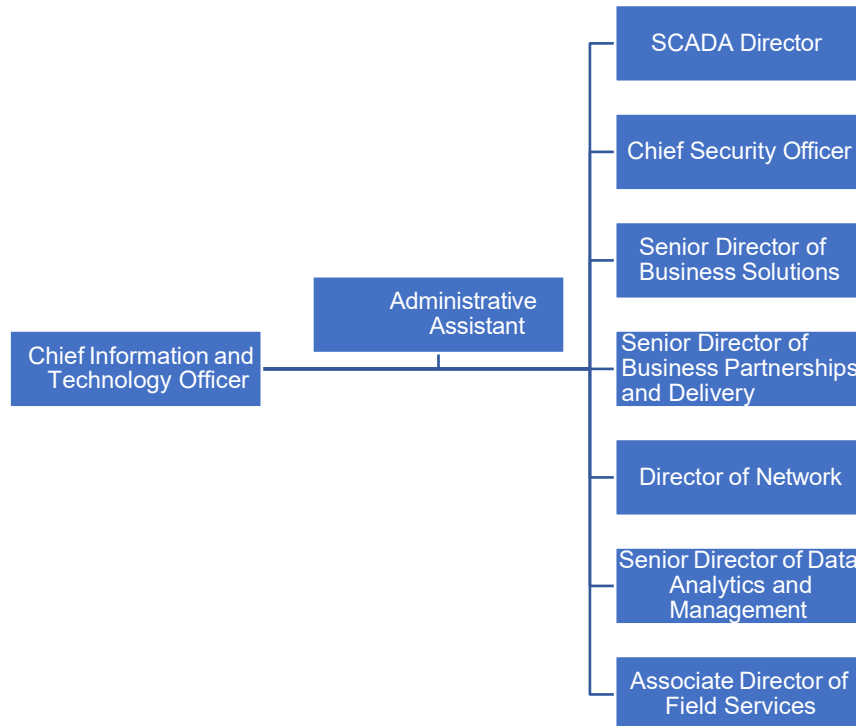 SCADA Director
Chief Security Officer
Senior Director of
Business Solutions
Administrative
Assistant
Chief Information and
Technology Officer
Senior Director of
Business Partnerships
and Delivery
Director of Network
Senior Director of Data
Analytics and
Management
Associate Director of
Field Services